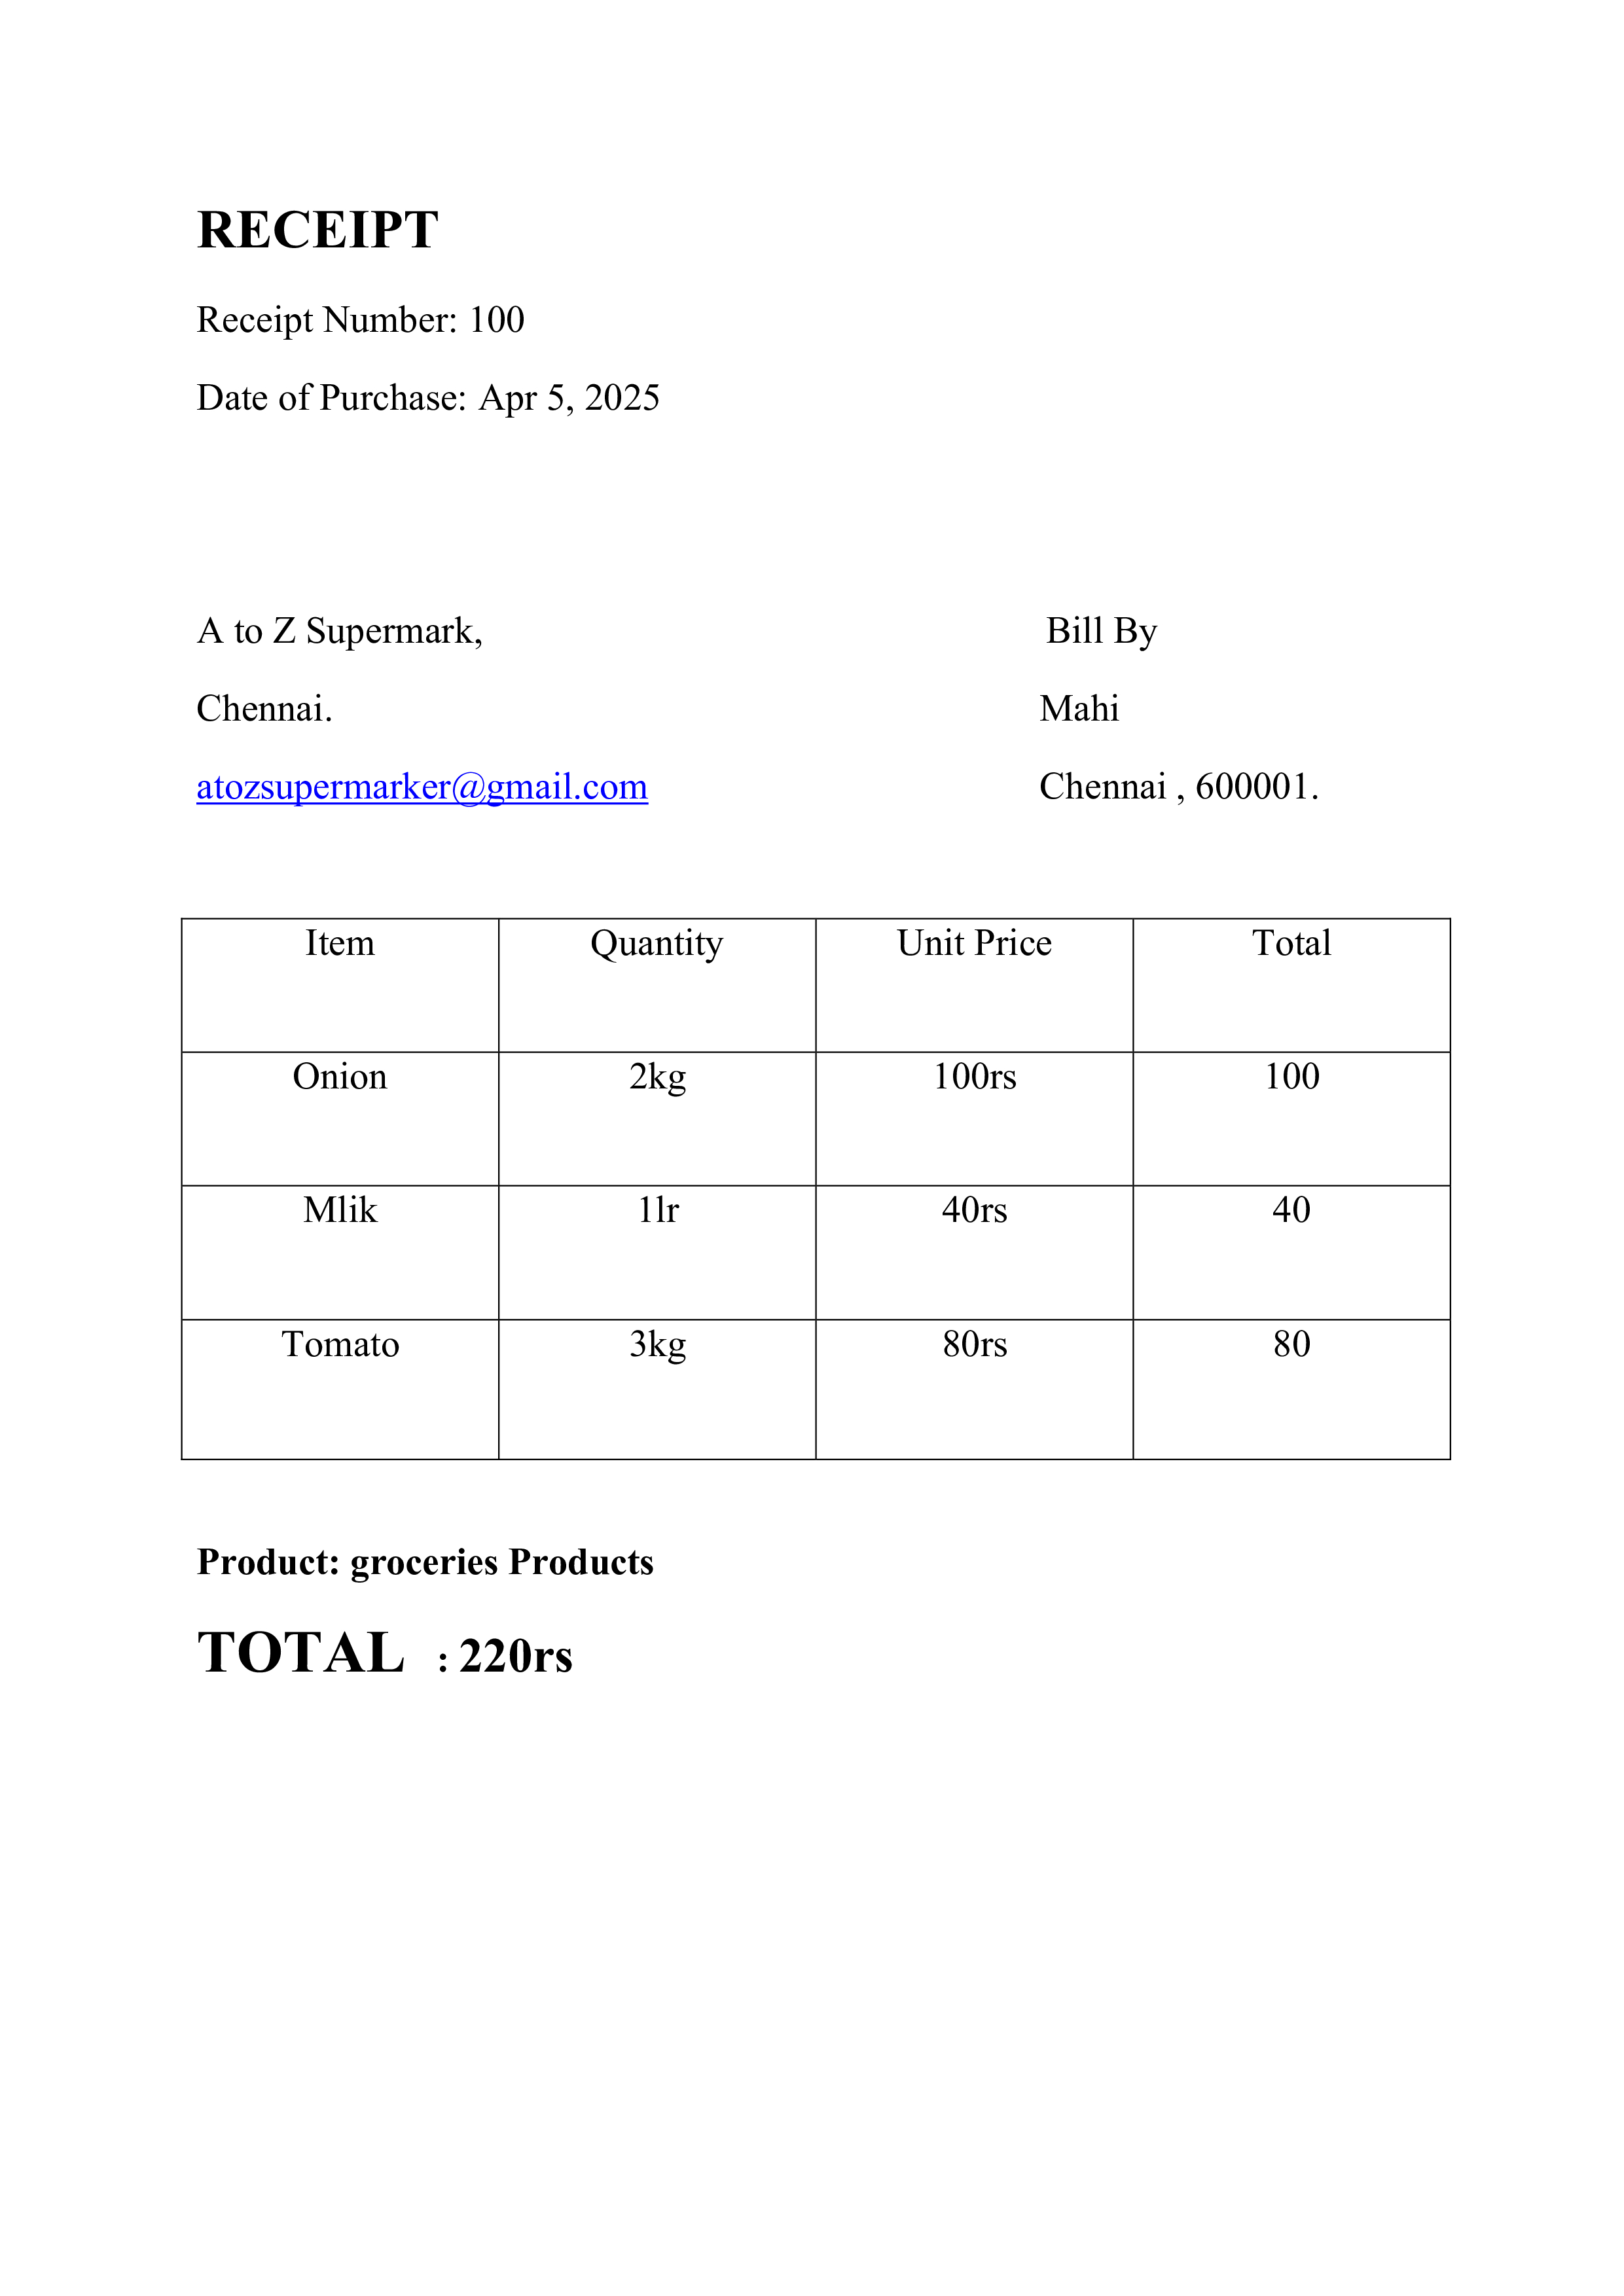 RECEIPT
Receipt Number: 100
Date of Purchase: Apr 5, 2025
A to Z Supermark, Bill By
Chennai. Mahi
atozsupermarker@gmail.com Chennai , 600001.
Item Quantity Unit Price Total
Onion 2kg 100rs 100
Mlik 1lr 40rs 40
Tomato 3kg 80rs 80
Product: groceries Products
TOTAL : 220rs